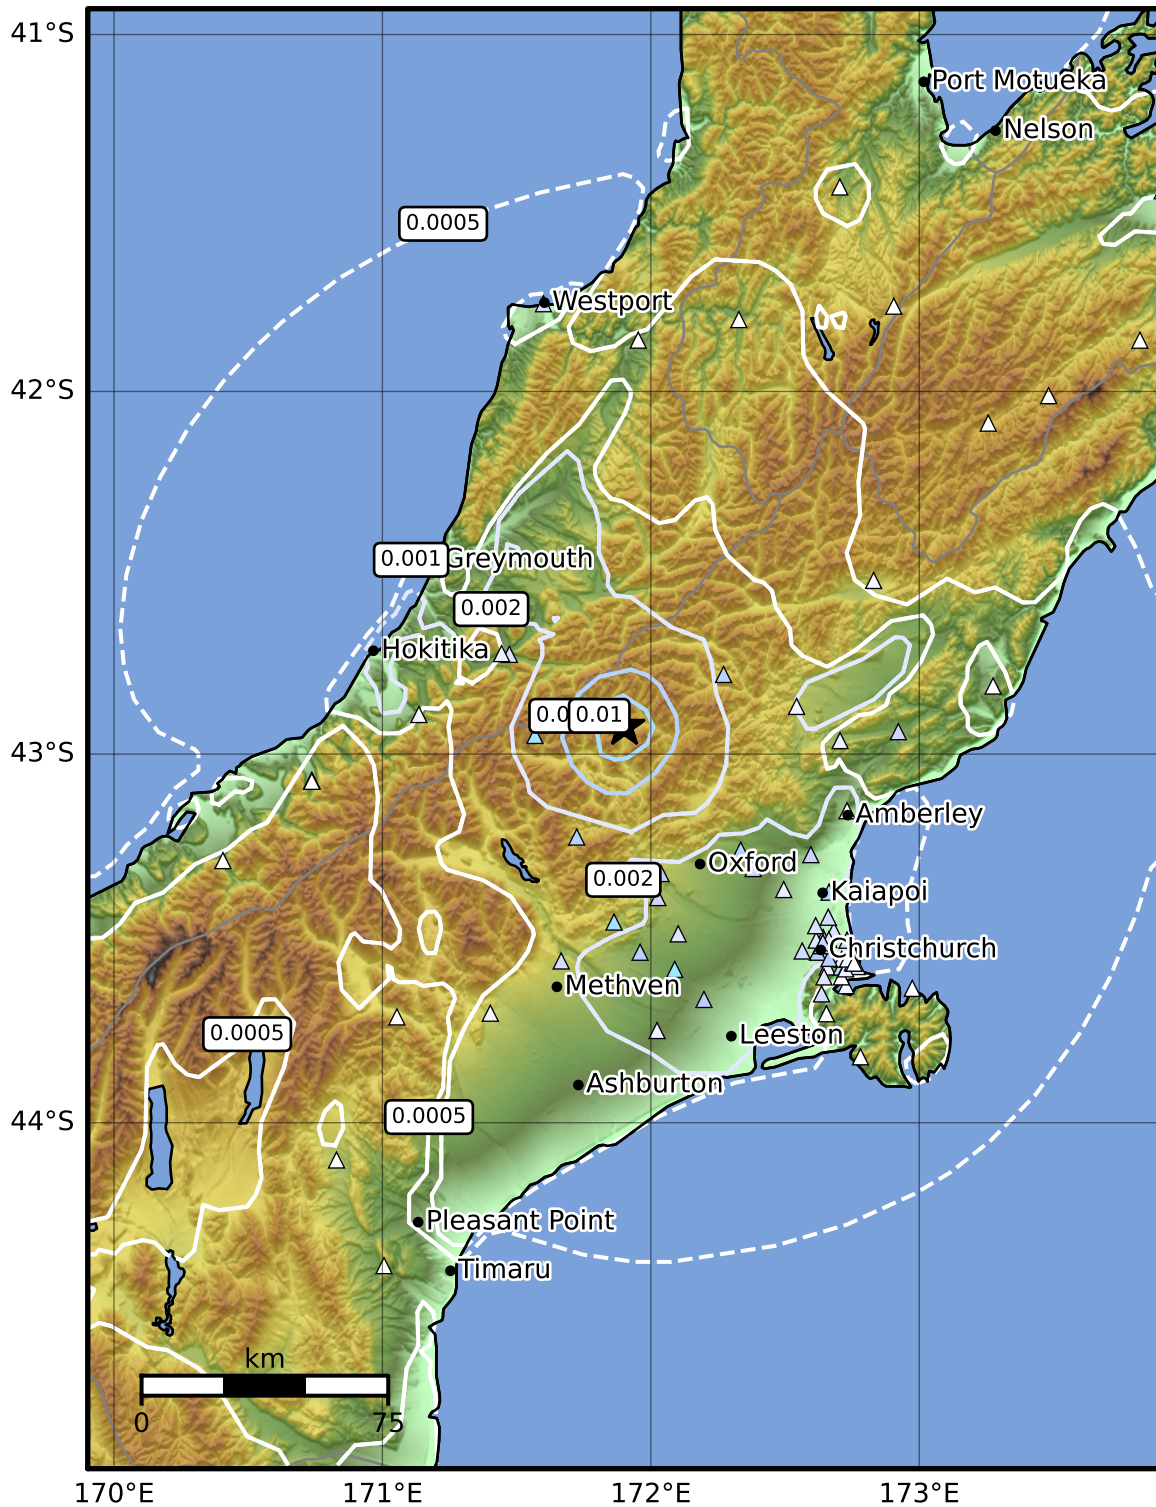 41°S
Port Motueka
Nelson
0.0005
Westport
42°S
0.001
Greymouth
0.002
Hokitika
0.0
0.01
43°S
Amberley
Oxford
0.002
Kaiapoi
Christchurch
Methven
0.0005
Leeston
Ashburton
44°S
0.0005
Pleasant Point
Timaru
km
0
75
170°E
171°E
172°E
173°E